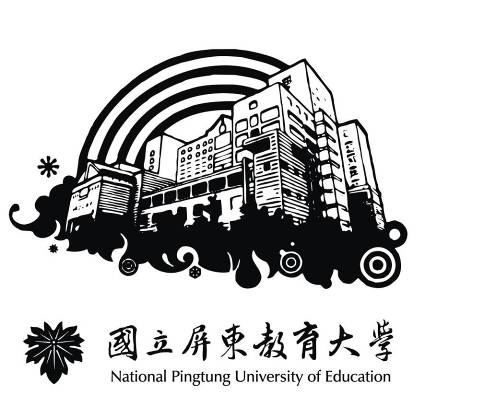 國立屏東教育大學
National Pingtung University of Education